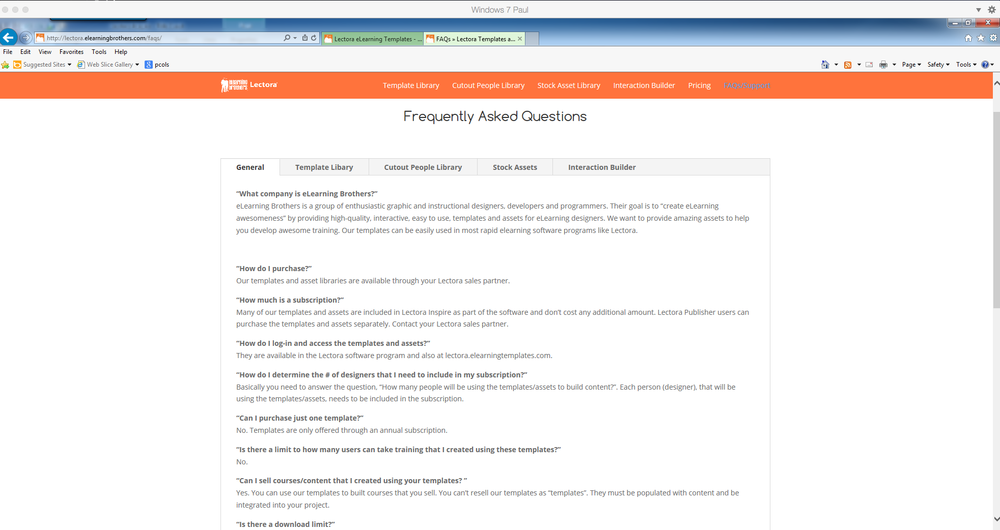 Windows 7 Paul
http://lectora.elearningbrothers.com/faqs/
Lectora eLearning Templates - ...
FAQs » Lectora Templates a...
File Edit View Favorites Tools Help
Suggested Sites Web Slice Gallery pcols
Page Safety Tools
elearning brothers Lectora
Template Library Cutout People Library Stock Asset Library Interaction Builder Pricing FAQs/Support
Frequently Asked Questions
General Template Libary Cutout People Library Stock Assets Interaction Builder
“What company is eLearning Brothers?”
eLearning Brothers is a group of enthusiastic graphic and instructional designers, developers and programmers. Their goal is to “create eLearning
awesomeness” by providing high-quality, interactive, easy to use, templates and assets for eLearning designers. We want to provide amazing assets to help
you develop awesome training. Our templates can be easily used in most rapid elearning software programs like Lectora.
“How do I purchase?”
Our templates and asset libraries are available through your Lectora sales partner.
“How much is a subscription?”
Many of our templates and assets are included in Lectora Inspire as part of the software and don’t cost any additional amount. Lectora Publisher users can
purchase the templates and assets separately. Contact your Lectora sales partner.
“How do I log-in and access the templates and assets?”
They are available in the Lectora software program and also at lectora.elearningtemplates.com.
“How do I determine the # of designers that I need to include in my subscription?”
Basically you need to answer the question, “How many people will be using the templates/assets to build content?”. Each person (designer), that will be
using the templates/assets, needs to be included in the subscription.
“Can I purchase just one template?”
No. Templates are only offered through an annual subscription.
“Is there a limit to how many users can take training that I created using these templates?”
No.
“Can I sell courses/content that I created using your templates? ”
Yes. You can use our templates to built courses that you sell. You can’t resell our templates as “templates”. They must be populated with content and be
integrated into your project.
“Is there a download limit?”